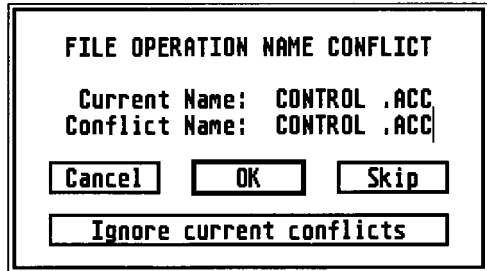 FILE OPERATION NAME CONFLICT
Current Name: CONTROL .ACC
Conflict Name: CONTROL .ACC
Cancel OK Skip
Ignore current conflicts